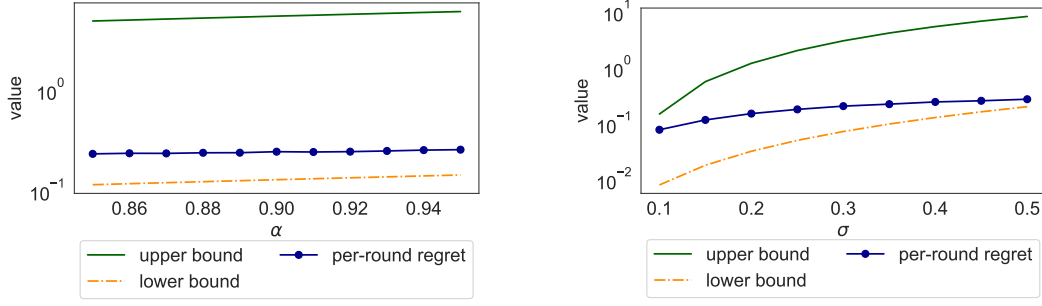 value
10^0
10^-1
0.86 0.88 0.90 0.92 0.94
α
upper bound
per-round regret
lower bound
value
10^1
10^0
10^-1
10^-2
0.1 0.2 0.3 0.4 0.5
σ
upper bound
per-round regret
lower bound